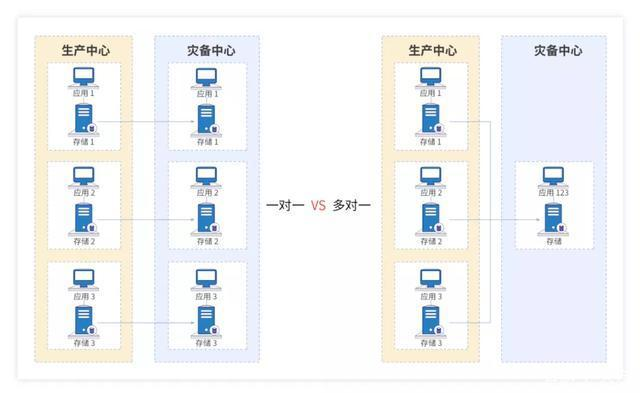 生产中心
灾备中心
应用 1
存储 1
应用 1
存储 1
应用 2
存储 2
应用 2
存储 2
应用 3
存储 3
应用 3
存储 3
一对一 VS 多对一
生产中心
灾备中心
应用 1
存储 1
应用 2
存储 2
应用 3
存储 3
应用 123
存储